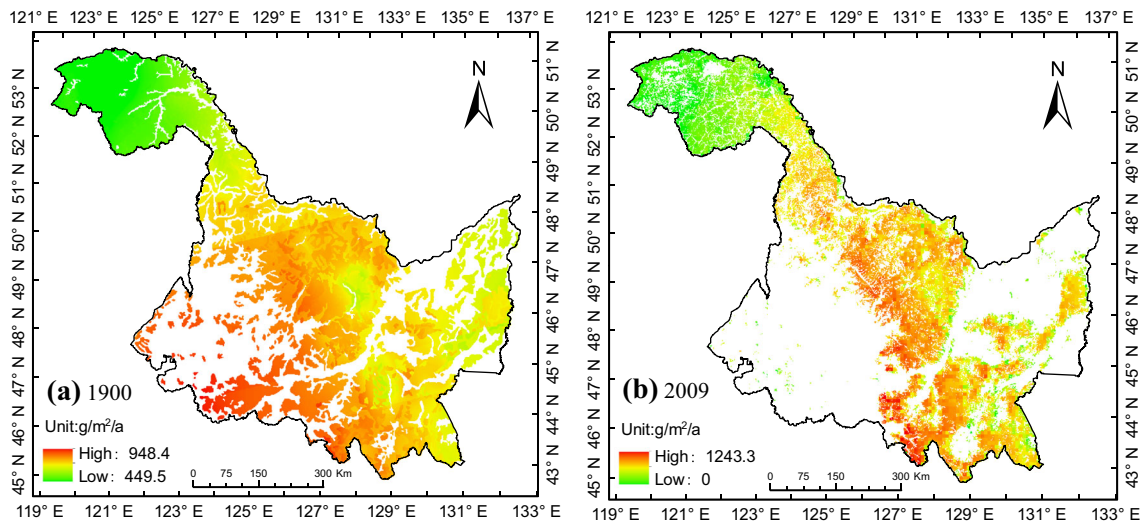 121° E 123° E 125° E 127° E 129° E 131° E 133° E 135° E 137° E
53° N
52° N
51° N
50° N
49° N
48° N
47° N
46° N
45° N
51° N
50° N
49° N
48° N
47° N
46° N
45° N
44° N
43° N
N
(a) 1900
Unit:g/m²/a
High: 948.4
Low: 449.5
0 75 150 300 Km
119° E 121° E 123° E 125° E 127° E 129° E 131° E 133° E
121° E 123° E 125° E 127° E 129° E 131° E 133° E 135° E 137° E
53° N
52° N
51° N
50° N
49° N
48° N
47° N
46° N
45° N
51° N
50° N
49° N
48° N
47° N
46° N
45° N
44° N
43° N
N
(b) 2009
Unit:g/m²/a
High: 1243.3
Low: 0
0 75 150 300 Km
119° E 121° E 123° E 125° E 127° E 129° E 131° E 133° E